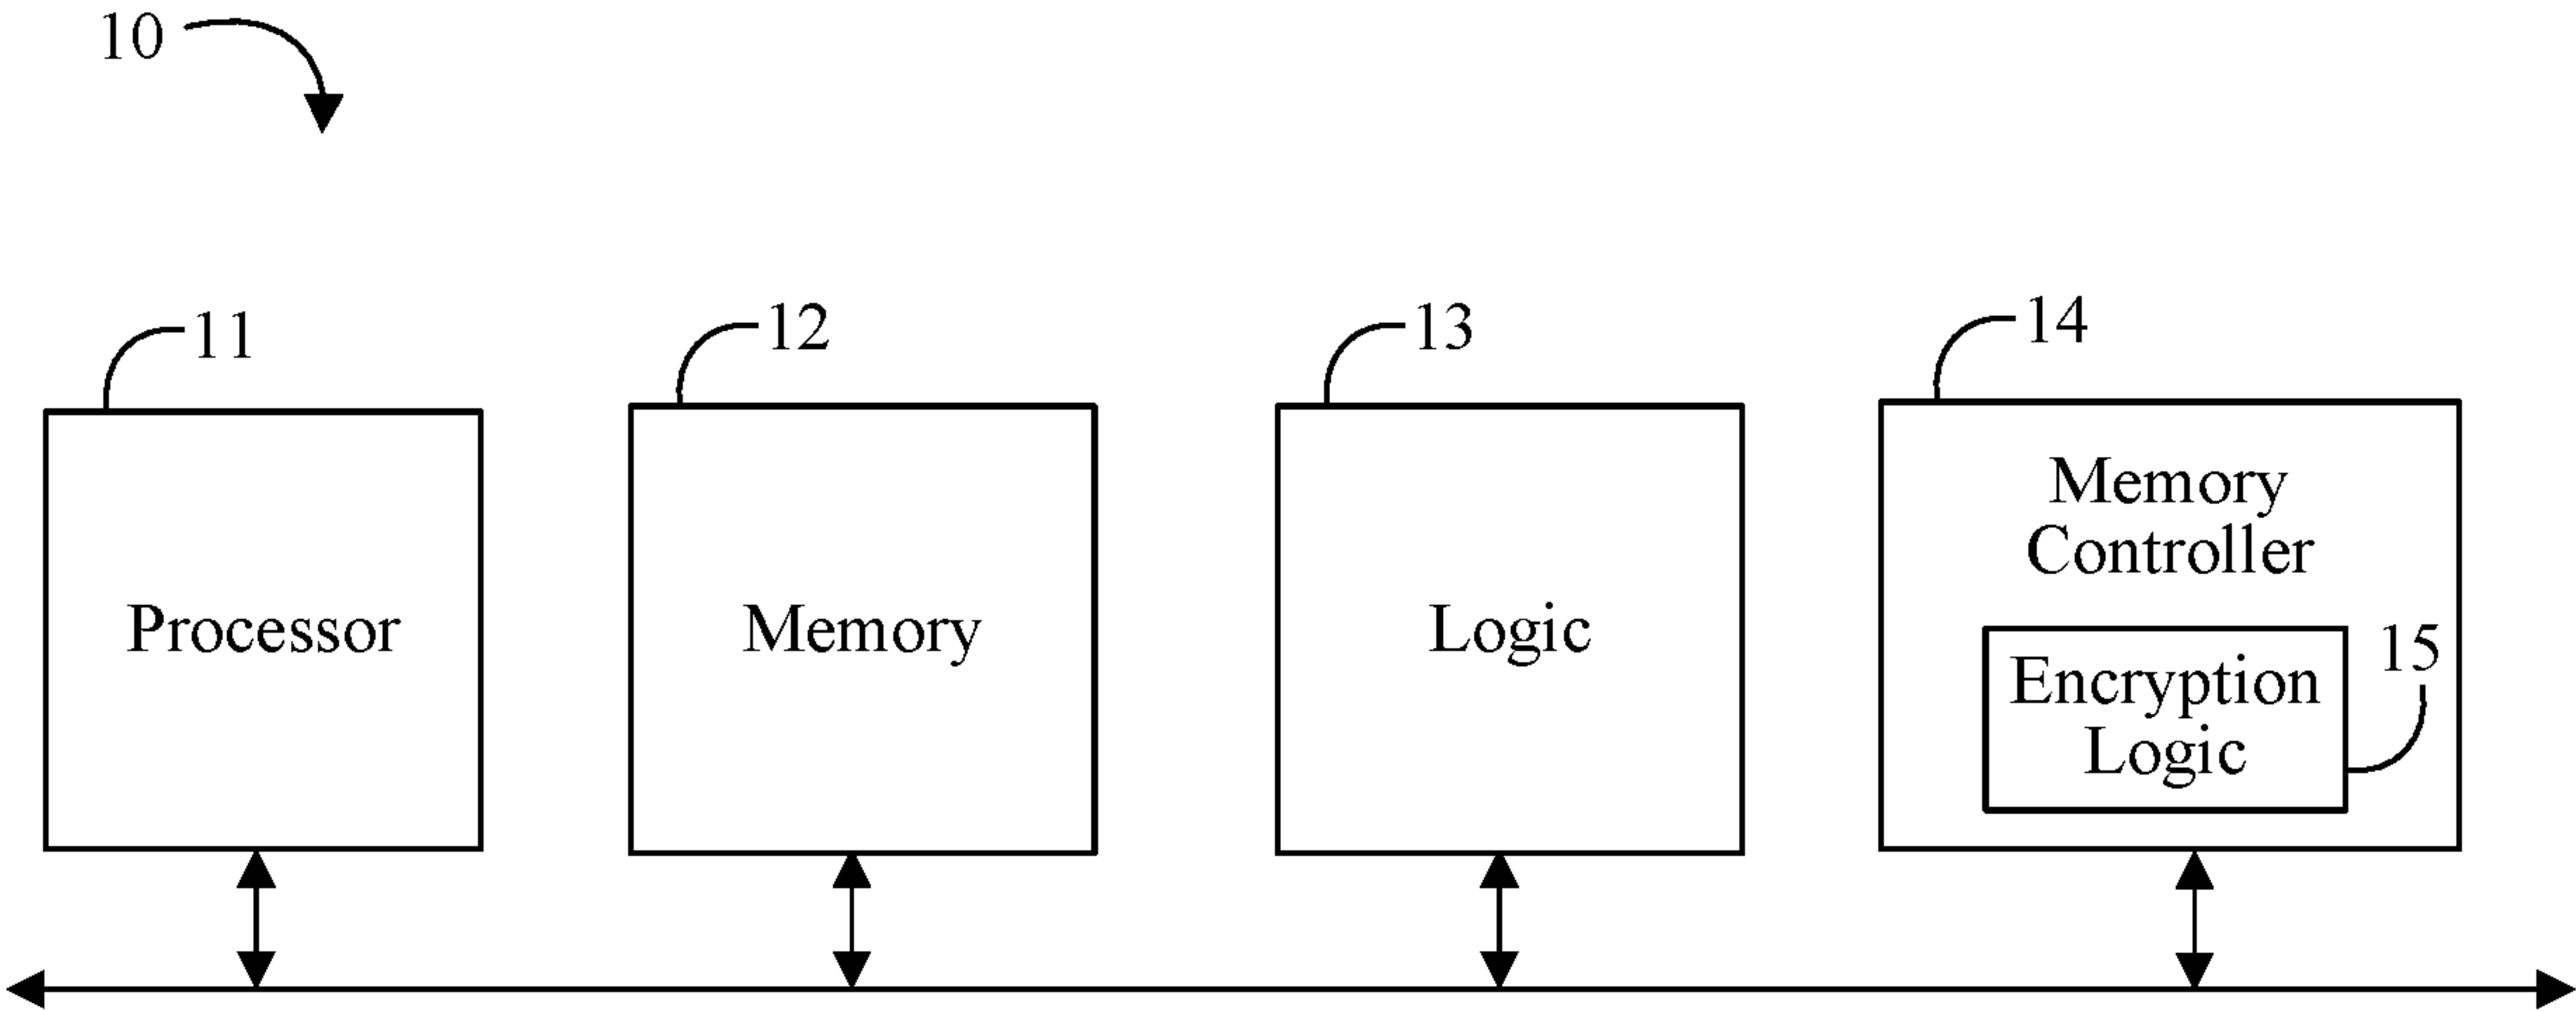 10
11
12
13
14
Processor
Memory
Logic
Memory
Controller
15
Encryption
Logic